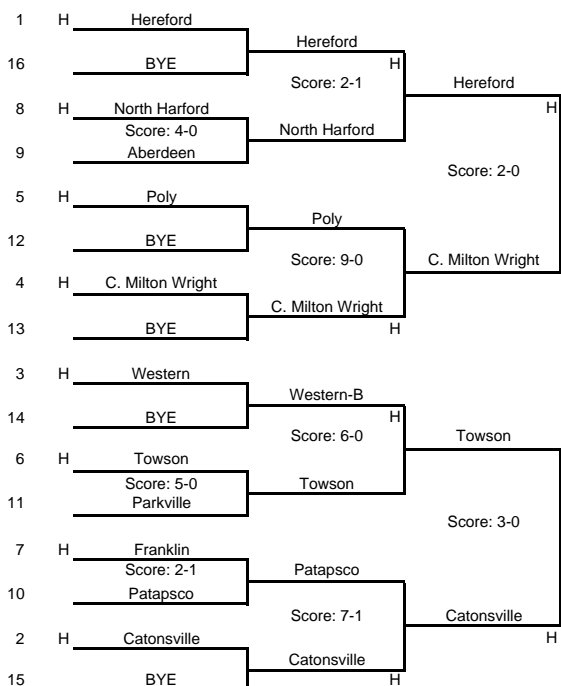 1 H Hereford
Hereford
16 BYE H
Score: 2-1 Hereford
8 H North Harford H
Score: 4-0 North Harford
9 Aberdeen
Score: 2-0
5 H Poly
Poly
12 BYE
Score: 9-0 C. Milton Wright
4 H C. Milton Wright
C. Milton Wright
13 BYE H
3 H Western
Western-B
14 BYE H
Score: 6-0 Towson
6 H Towson
Score: 5-0 Towson
11 Parkville
Score: 3-0
7 H Franklin
Score: 2-1 Patapsco
10 Patapsco
Score: 7-1 Catonsville
2 H Catonsville H
Catonsville
15 BYE H